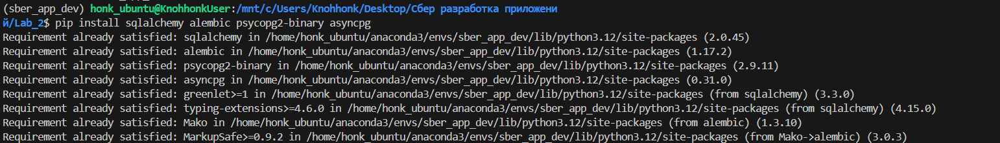 (sber_app_dev) honk_ubuntu@KnohhonkUser:/mnt/c/Users/Knohhonk/Desktop/Сбер разработка приложени
й/Lab_2$ pip install sqlalchemy alembic psycopg2-binary asyncpg
Requirement already satisfied: sqlalchemy in /home/honk_ubuntu/anaconda3/envs/sber_app_dev/lib/python3.12/site-packages (2.0.45)
Requirement already satisfied: alembic in /home/honk_ubuntu/anaconda3/envs/sber_app_dev/lib/python3.12/site-packages (1.17.2)
Requirement already satisfied: psycopg2-binary in /home/honk_ubuntu/anaconda3/envs/sber_app_dev/lib/python3.12/site-packages (2.9.11)
Requirement already satisfied: asyncpg in /home/honk_ubuntu/anaconda3/envs/sber_app_dev/lib/python3.12/site-packages (0.31.0)
Requirement already satisfied: greenlet>=1 in /home/honk_ubuntu/anaconda3/envs/sber_app_dev/lib/python3.12/site-packages (from sqlalchemy) (3.3.0)
Requirement already satisfied: typing-extensions>=4.6.0 in /home/honk_ubuntu/anaconda3/envs/sber_app_dev/lib/python3.12/site-packages (from sqlalchemy) (4.15.0)
Requirement already satisfied: Mako in /home/honk_ubuntu/anaconda3/envs/sber_app_dev/lib/python3.12/site-packages (from alembic) (1.3.10)
Requirement already satisfied: MarkupSafe>=0.9.2 in /home/honk_ubuntu/anaconda3/envs/sber_app_dev/lib/python3.12/site-packages (from Mako->alembic) (3.0.3)